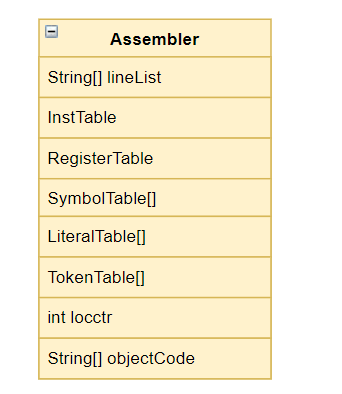 Assembler
String[] lineList
InstTable
RegisterTable
SymbolTable[]
LiteralTable[]
TokenTable[]
int locctr
String[] objectCode